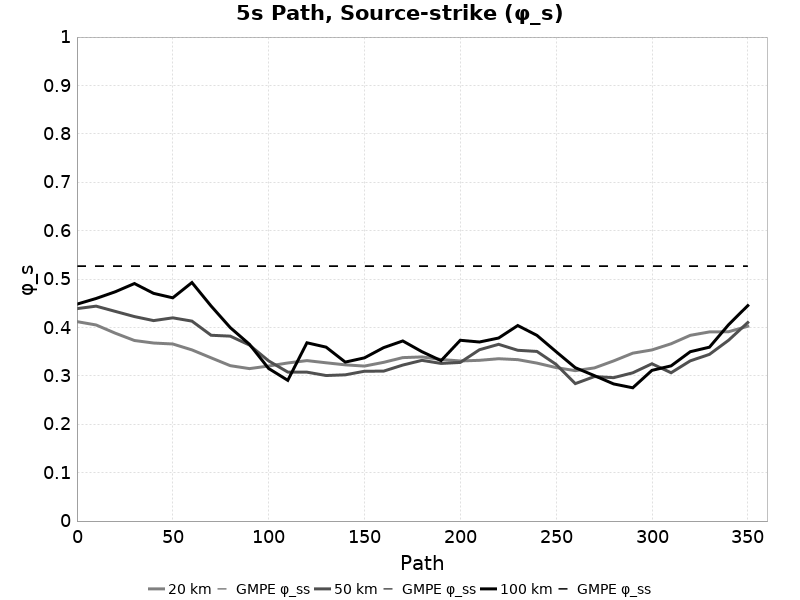 5s Path, Source-strike (φ_s)
1
0.9
0.8
0.7
0.6
0.5
0.4
0.3
0.2
0.1
0
φ_s
0 50 100 150 200 250 300 350
Path
20 km GMPE φ_ss 50 km GMPE φ_ss 100 km GMPE φ_ss